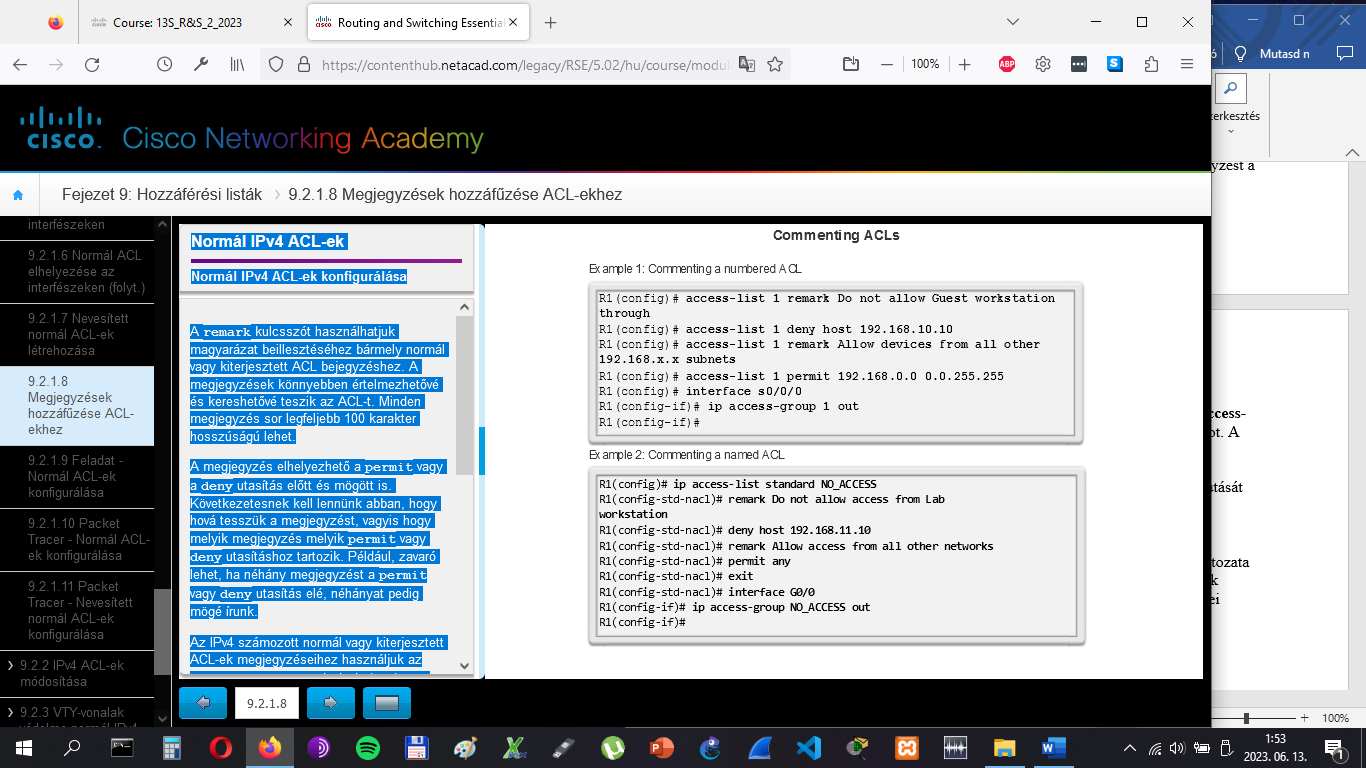 Course: 13S_R&S_2_2023
Routing and Switching Essential
https://contenthub.netacad.com/legacy/RSE/5.02/hu/course/modul
100%
ABP
S
Mutasd n
CISCO
Cisco Networking Academy
Fejezet 9: Hozzáférési listák
9.2.1.8 Megjegyzések hozzáfűzése ACL-ekhez
interfészeken
9.2.1.6 Normál ACL
elhelyezése az
interfészeken (folyt.)
9.2.1.7 Nevesített
normál ACL-ek
létrehozása
9.2.1.8
Megjegyzések
hozzáfűzése ACL-
ekhez
9.2.1.9 Feladat -
Normál ACL-ek
konfigurálása
9.2.1.10 Packet
Tracer - Normál ACL-
ek konfigurálása
9.2.1.11 Packet
Tracer - Nevesített
normál ACL-ek
konfigurálása
9.2.2 IPv4 ACL-ek
módosítása
9.2.3 VTY-vonalak
Normál IPv4 ACL-ek
Normál IPv4 ACL-ek konfigurálása
A remark kulcsszót használhatjuk
magyarázat beillesztéséhez bármely normál
vagy kiterjesztett ACL bejegyzéshez. A
megjegyzések könnyebben értelmezhetővé
és kereshetővé teszik az ACL-t. Minden
megjegyzés sor legfeljebb 100 karakter
hosszúságú lehet.
A megjegyzés elhelyezhető a permit vagy
a deny utasítás előtt és mögött is.
Következetesnek kell lennünk abban, hogy
hová tesszük a megjegyzést, vagyis hogy
melyik megjegyzés melyik permit vagy
deny utasításhoz tartozik. Például, zavaró
lehet, ha néhány megjegyzést a permit
vagy deny utasítás elé, néhányat pedig
mögé írunk.
Az IPv4 számozott normál vagy kiterjesztett
ACL-ek megjegyzéseihez használjuk az
9.2.1.8
Commenting ACLs
Example 1: Commenting a numbered ACL
R1(config)# access-list 1 remark Do not allow Guest workstation
through
R1(config)# access-list 1 deny host 192.168.10.10
R1(config)# access-list 1 remark Allow devices from all other
192.168.x.x subnets
R1(config)# access-list 1 permit 192.168.0.0 0.0.255.255
R1(config)# interface s0/0/0
R1(config-if)# ip access-group 1 out
R1(config-if)#
Example 2: Commenting a named ACL
R1(config)# ip access-list standard NO_ACCESS
R1(config-std-nacl)# remark Do not allow access from Lab
workstation
R1(config-std-nacl)# deny host 192.168.11.10
R1(config-std-nacl)# remark Allow access from all other networks
R1(config-std-nacl)# permit any
R1(config-std-nacl)# exit
R1(config-std-nacl)# interface G0/0
R1(config-if)# ip access-group NO_ACCESS out
R1(config-if)#
erkesztés
yzést a
ccess-
ot. A
tását
tozata
k
ei
100%
1:53
2023. 06. 13.
1